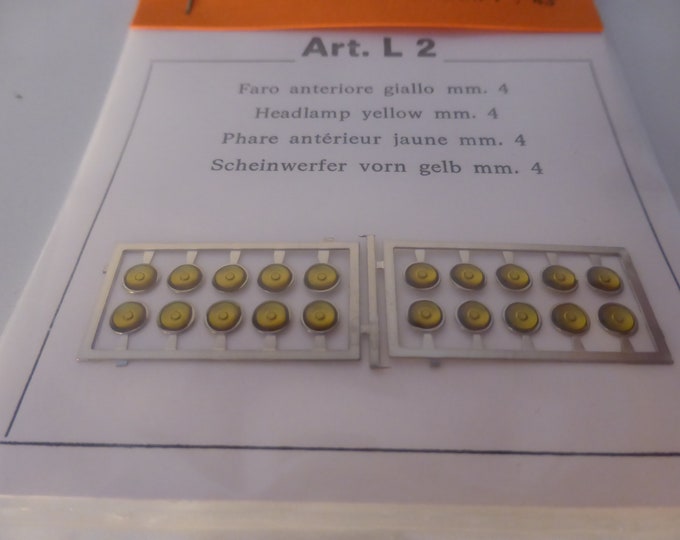 Art. L 2
Faro anteriore giallo mm. 4
Headlamp yellow mm. 4
Phare antérieur jaune mm. 4
Scheinwerfer vorn gelb mm. 4